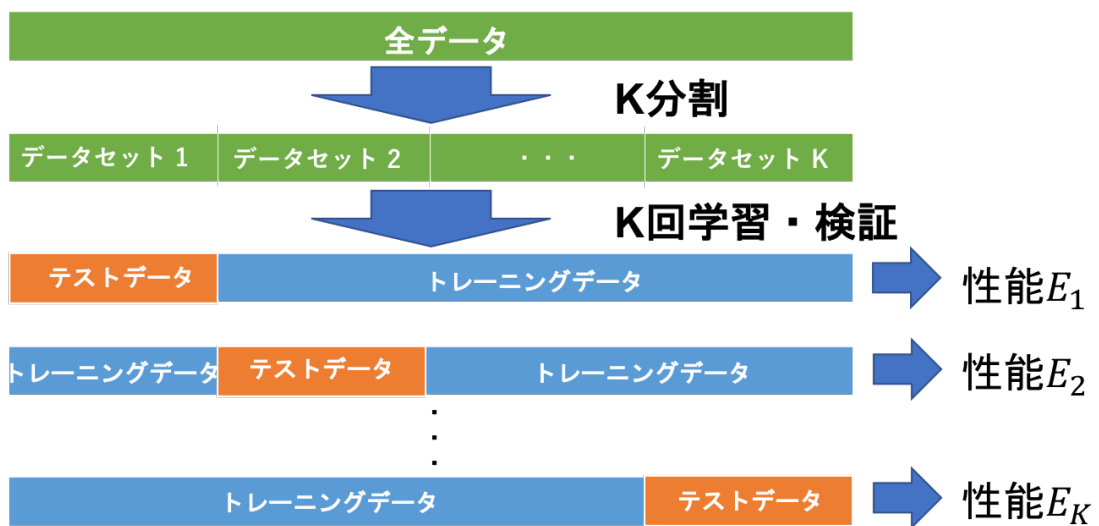 全データ
K分割
データセット 1 データセット 2 ・・・ データセット K
K回学習・検証
テストデータ トレーニングデータ 性能E₁
トレーニングデータ テストデータ トレーニングデータ 性能E₂
・
・
・
トレーニングデータ テストデータ 性能E_K